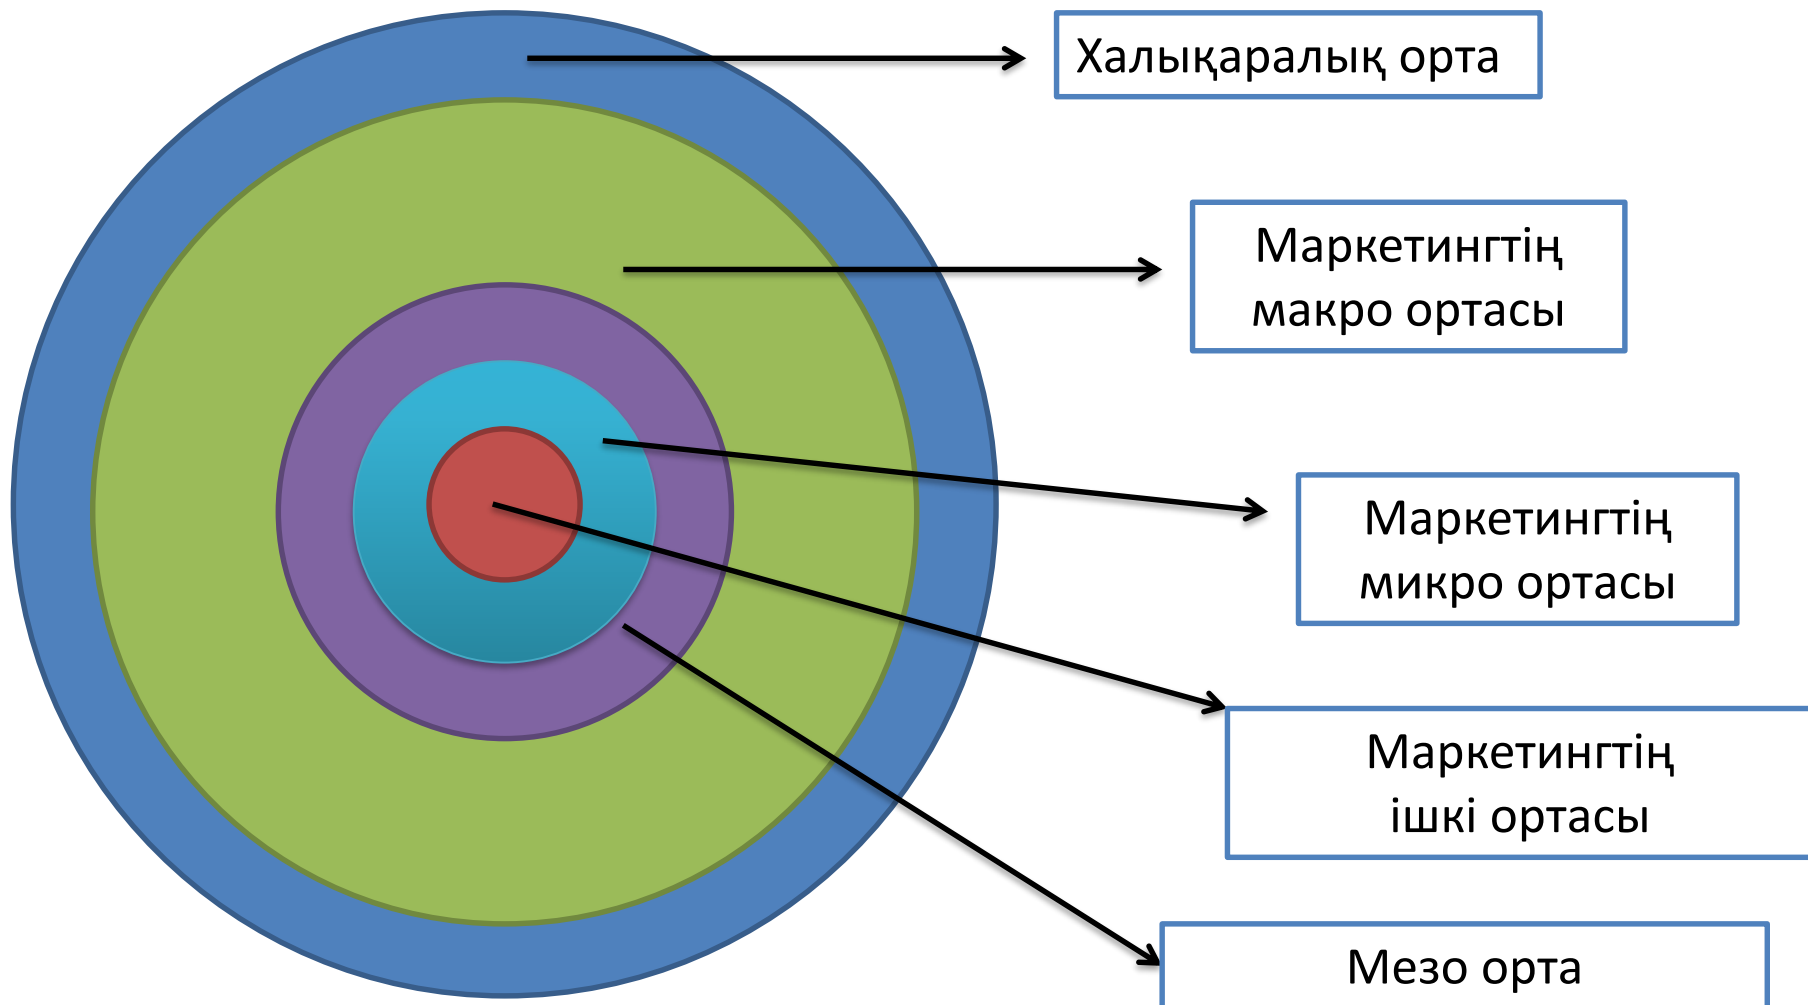 Халықаралық орта
Маркетингтің
макро ортасы
Маркетингтің
микро ортасы
Маркетингтің
ішкі ортасы
Мезо орта